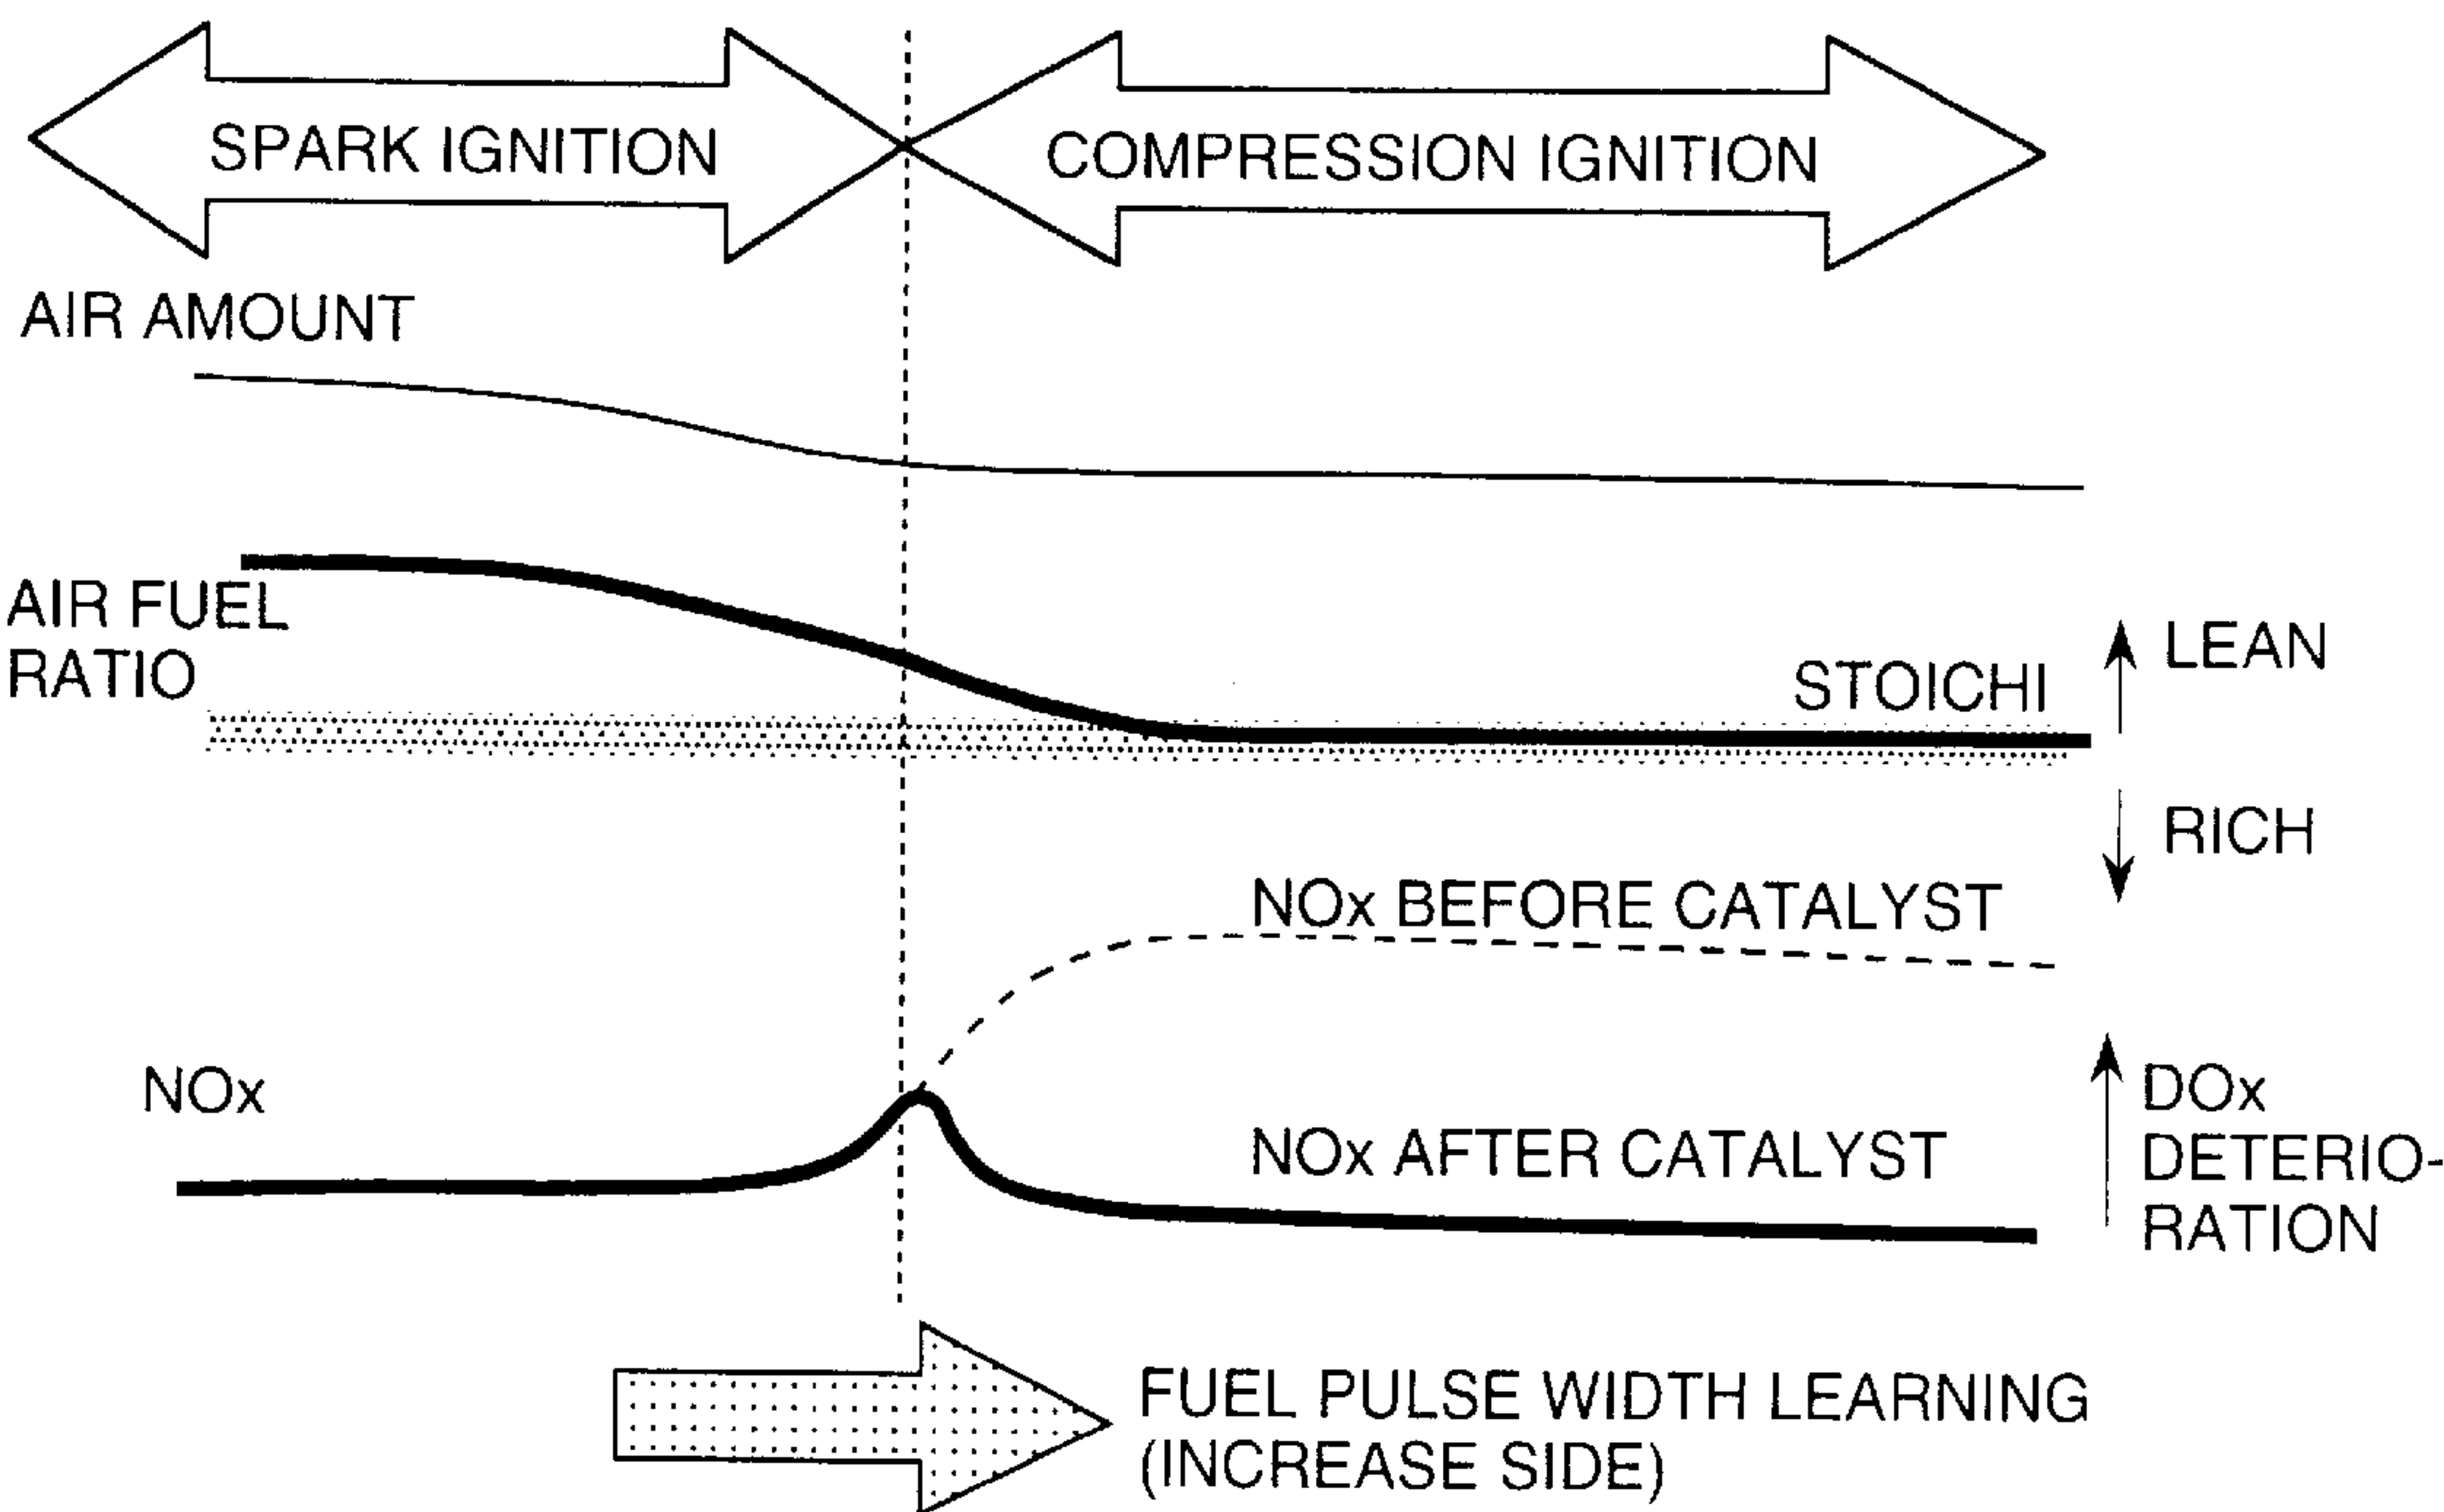 SPARK IGNITION
COMPRESSION IGNITION
AIR AMOUNT
AIR FUEL
RATIO
STOICHI
LEAN
RICH
NOx BEFORE CATALYST
NOx
NOx AFTER CATALYST
DOx
DETERIO-
RATION
FUEL PULSE WIDTH LEARNING
(INCREASE SIDE)